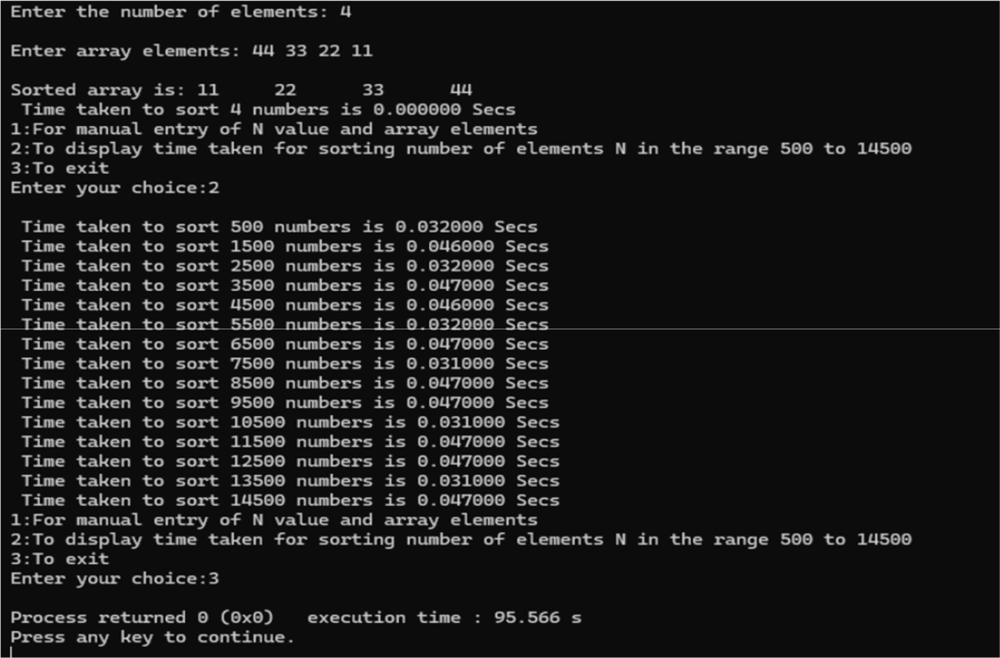 Enter the number of elements: 4
Enter array elements: 44 33 22 11
Sorted array is: 11     22      33      44
Time taken to sort 4 numbers is 0.000000 Secs
1:For manual entry of N value and array elements
2:To display time taken for sorting number of elements N in the range 500 to 14500
3:To exit
Enter your choice:2
Time taken to sort 500 numbers is 0.032000 Secs
Time taken to sort 1500 numbers is 0.046000 Secs
Time taken to sort 2500 numbers is 0.032000 Secs
Time taken to sort 3500 numbers is 0.047000 Secs
Time taken to sort 4500 numbers is 0.046000 Secs
Time taken to sort 5500 numbers is 0.032000 Secs
Time taken to sort 6500 numbers is 0.047000 Secs
Time taken to sort 7500 numbers is 0.031000 Secs
Time taken to sort 8500 numbers is 0.047000 Secs
Time taken to sort 9500 numbers is 0.047000 Secs
Time taken to sort 10500 numbers is 0.031000 Secs
Time taken to sort 11500 numbers is 0.047000 Secs
Time taken to sort 12500 numbers is 0.047000 Secs
Time taken to sort 13500 numbers is 0.031000 Secs
Time taken to sort 14500 numbers is 0.047000 Secs
1:For manual entry of N value and array elements
2:To display time taken for sorting number of elements N in the range 500 to 14500
3:To exit
Enter your choice:3
Process returned 0 (0x0)   execution time : 95.566 s
Press any key to continue.